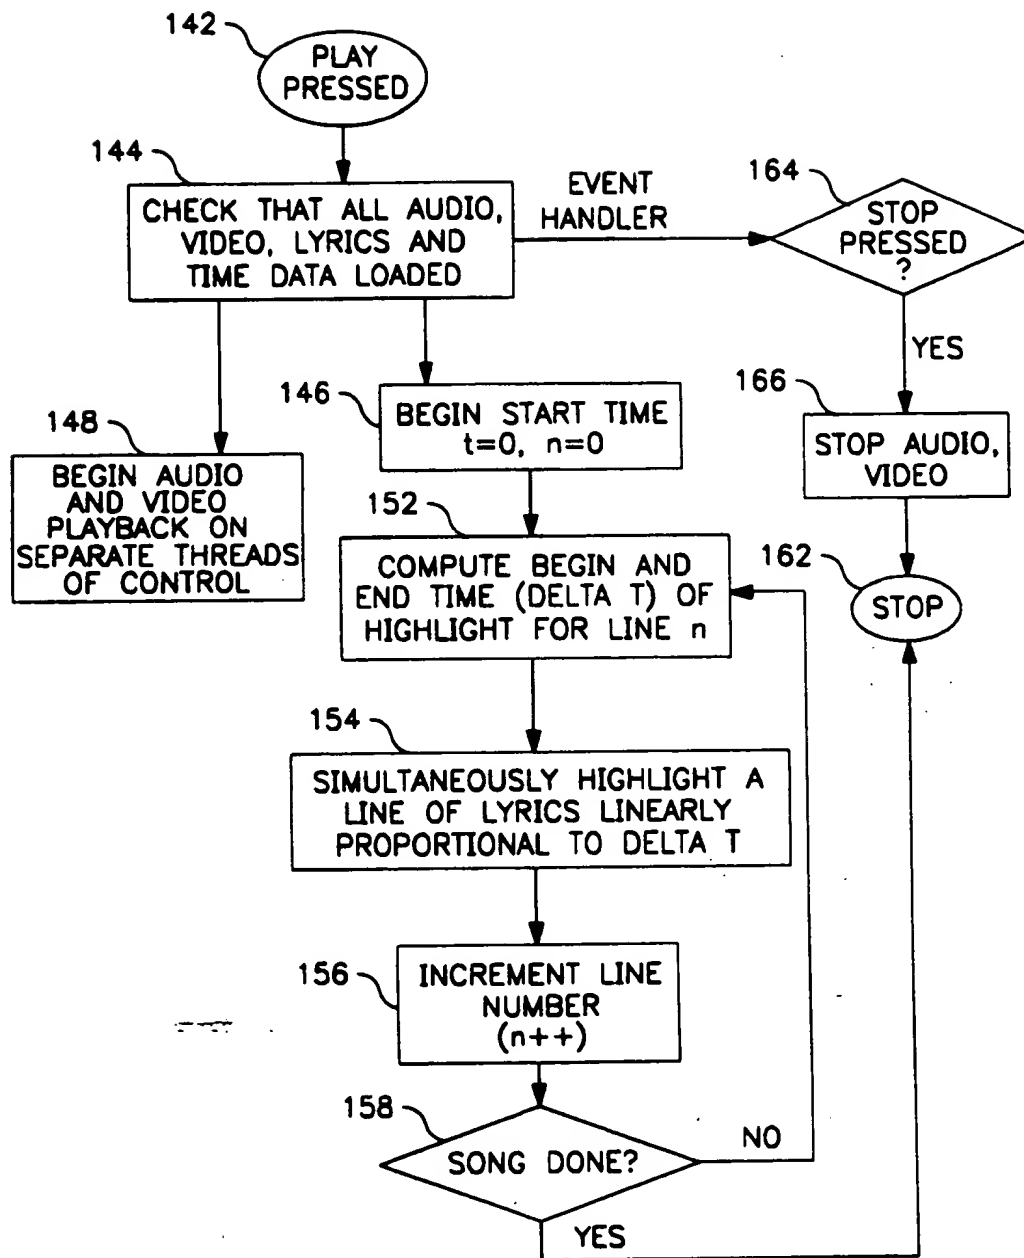 142
PLAY
PRESSED
144
CHECK THAT ALL AUDIO,
VIDEO, LYRICS AND
TIME DATA LOADED
EVENT
HANDLER
164
STOP
PRESSED
?
YES
166
STOP AUDIO,
VIDEO
162
STOP
148
BEGIN AUDIO
AND VIDEO
PLAYBACK ON
SEPARATE THREADS
OF CONTROL
146
BEGIN START TIME
t=0, n=0
152
COMPUTE BEGIN AND
END TIME (DELTA T) OF
HIGHLIGHT FOR LINE n
154
SIMULTANEOUSLY HIGHLIGHT A
LINE OF LYRICS LINEARLY
PROPORTIONAL TO DELTA T
156
INCREMENT LINE
NUMBER
(n++)
158
SONG DONE?
NO
YES